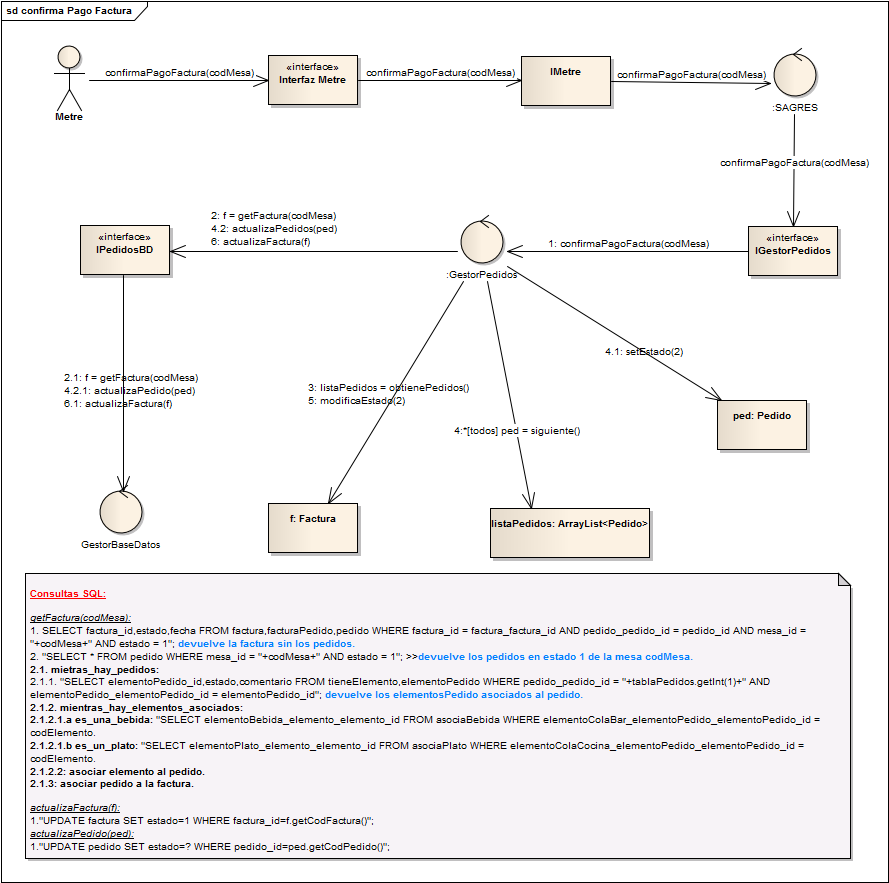 sd confirma Pago Factura
confirmaPagoFactura(codMesa)
«interface»
Interfaz Metre
confirmaPagoFactura(codMesa)
IMetre
confirmaPagoFactura(codMesa)
:SAGRES
Metre
confirmaPagoFactura(codMesa)
2: f = getFactura(codMesa)
4.2: actualizaPedidos(ped)
6: actualizaFactura(f)
«interface»
IPedidosBD
:GestorPedidos
1: confirmaPagoFactura(codMesa)
«interface»
IGestorPedidos
4.1: setEstado(2)
2.1: f = getFactura(codMesa)
4.2.1: actualizaPedido(ped)
6.1: actualizaFactura(f)
3: listaPedidos = obtienePedidos()
5: modificaEstado(2)
4:*[todos] ped = siguiente()
ped: Pedido
GestorBaseDatos
f: Factura
listaPedidos: ArrayList<Pedido>
Consultas SQL:
getFactura(codMesa):
1. SELECT factura_id,estado,fecha FROM factura,facturaPedido,pedido WHERE factura_id = factura_factura_id AND pedido_pedido_id = pedido_id AND mesa_id =
"+codMesa+" AND estado = 1"; devuelve la factura sin los pedidos.
2. "SELECT * FROM pedido WHERE mesa_id = "+codMesa+" AND estado = 1"; >>devuelve los pedidos en estado 1 de la mesa codMesa.
2.1. mietras_hay_pedidos:
2.1.1. "SELECT elementoPedido_id,estado,comentario FROM tieneElemento,elementoPedido WHERE pedido_pedido_id = "+tablaPedidos.getInt(1)+" AND
elementoPedido_elementoPedido_id = elementoPedido_id"; devuelve los elementosPedido asociados al pedido.
2.1.2. mientras_hay_elementos_asociados:
2.1.2.1.a es_una_bebida: "SELECT elementoBebida_elemento_elemento_id FROM asociaBebida WHERE elementoColaBar_elementoPedido_elementoPedido_id =
codElemento.
2.1.2.1.b es_un_plato: "SELECT elementoPlato_elemento_elemento_id FROM asociaPlato WHERE elementoColaCocina_elementoPedido_elementoPedido_id =
codElemento.
2.1.2.2: asociar elemento al pedido.
2.1.3: asociar pedido a la factura.
actualizaFactura(f):
1."UPDATE factura SET estado=1 WHERE factura_id=f.getCodFactura()";
actualizaPedido(ped):
1."UPDATE pedido SET estado=? WHERE pedido_id=ped.getCodPedido()";